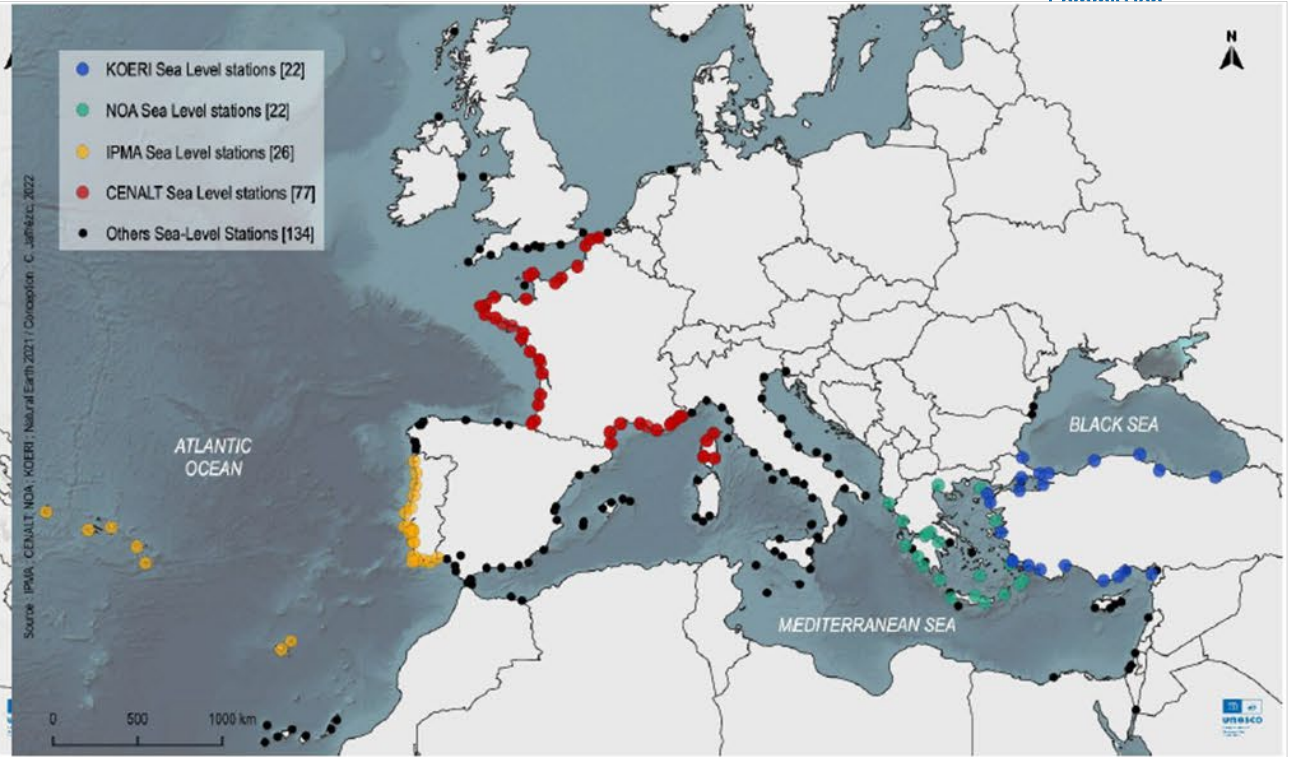 N
KOERI Sea Level stations [22]
NOA Sea Level stations [22]
IPMA Sea Level stations [26]
CENALT Sea Level stations [77]
Others Sea-Level Stations [134]
ATLANTIC
OCEAN
BLACK SEA
MEDITERRANEAN SEA
Source : IPMA ; CENALT; NOA ; KOERI ; Natural Earth 2021 / Conception : C. 2022
0 500 1000 km
unesco